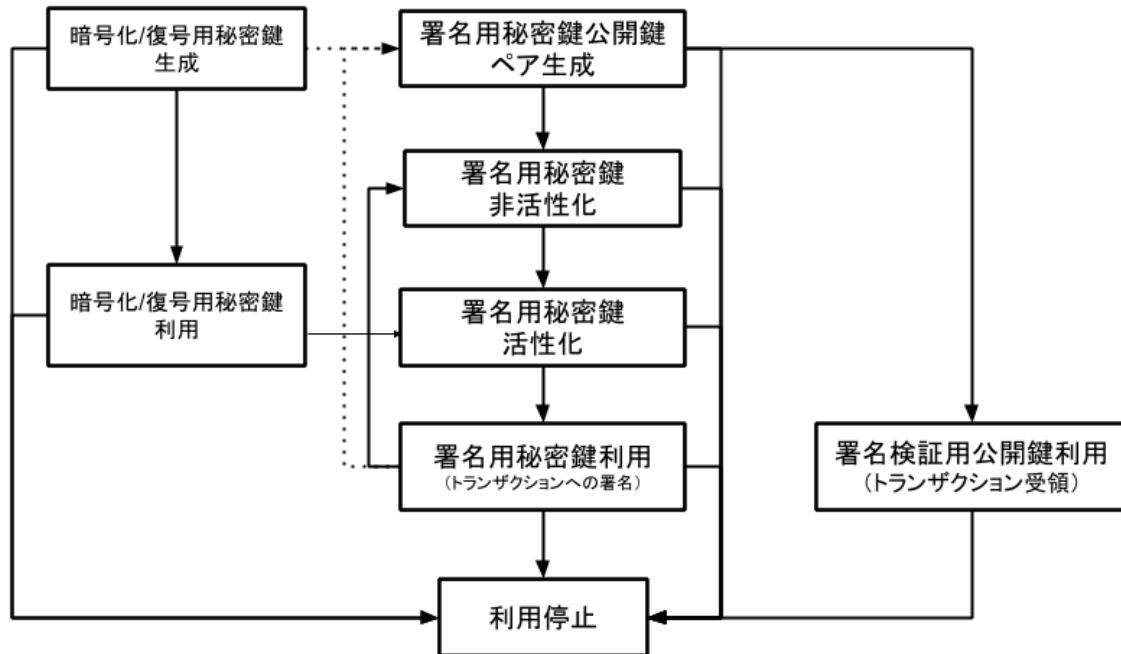 暗号化/復号用秘密鍵
生成
署名用秘密鍵公開鍵
ペア生成
署名用秘密鍵
非活性化
暗号化/復号用秘密鍵
利用
署名用秘密鍵
活性化
署名用秘密鍵利用
（トランザクションへの署名）
署名検証用公開鍵利用
（トランザクション受領）
利用停止